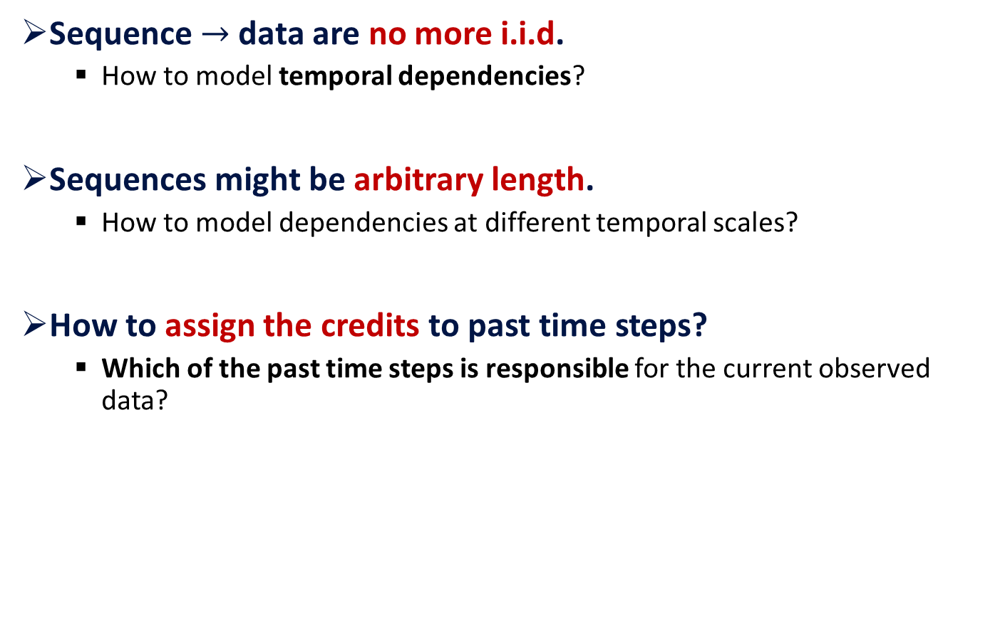 ➢Sequence → data are no more i.i.d.
▪ How to model temporal dependencies?
➢Sequences might be arbitrary length.
▪ How to model dependencies at different temporal scales?
➢How to assign the credits to past time steps?
▪ Which of the past time steps is responsible for the current observed
data?